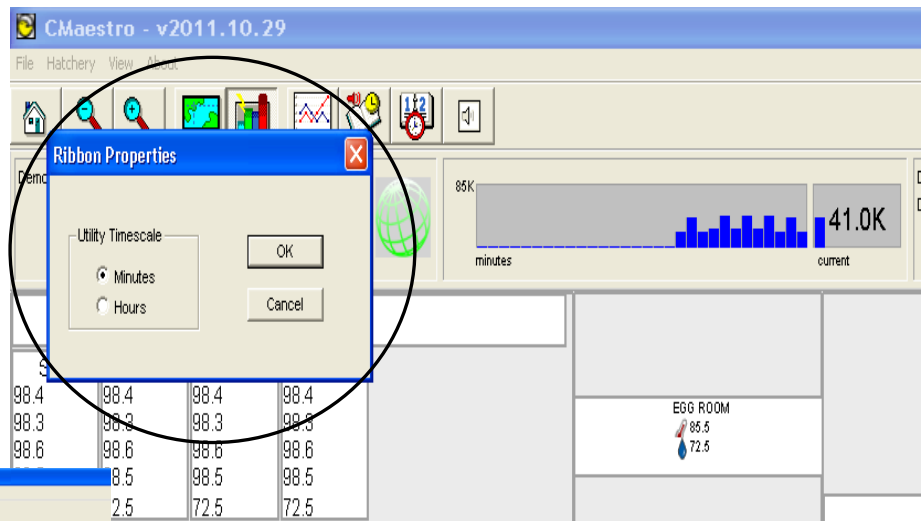 CMaestro - v2011.10.29
File Hatchery View About
Ribbon Properties
Utility Timescale
Minutes
Hours
OK
Cancel
85K
41.0K
minutes
current
98.4 98.4 98.4 98.4
98.3 98.3 98.3 98.3
98.6 98.6 98.6 98.6
8.5 98.5 98.5
2.5 72.5 72.5
EGG ROOM
85.5
72.5